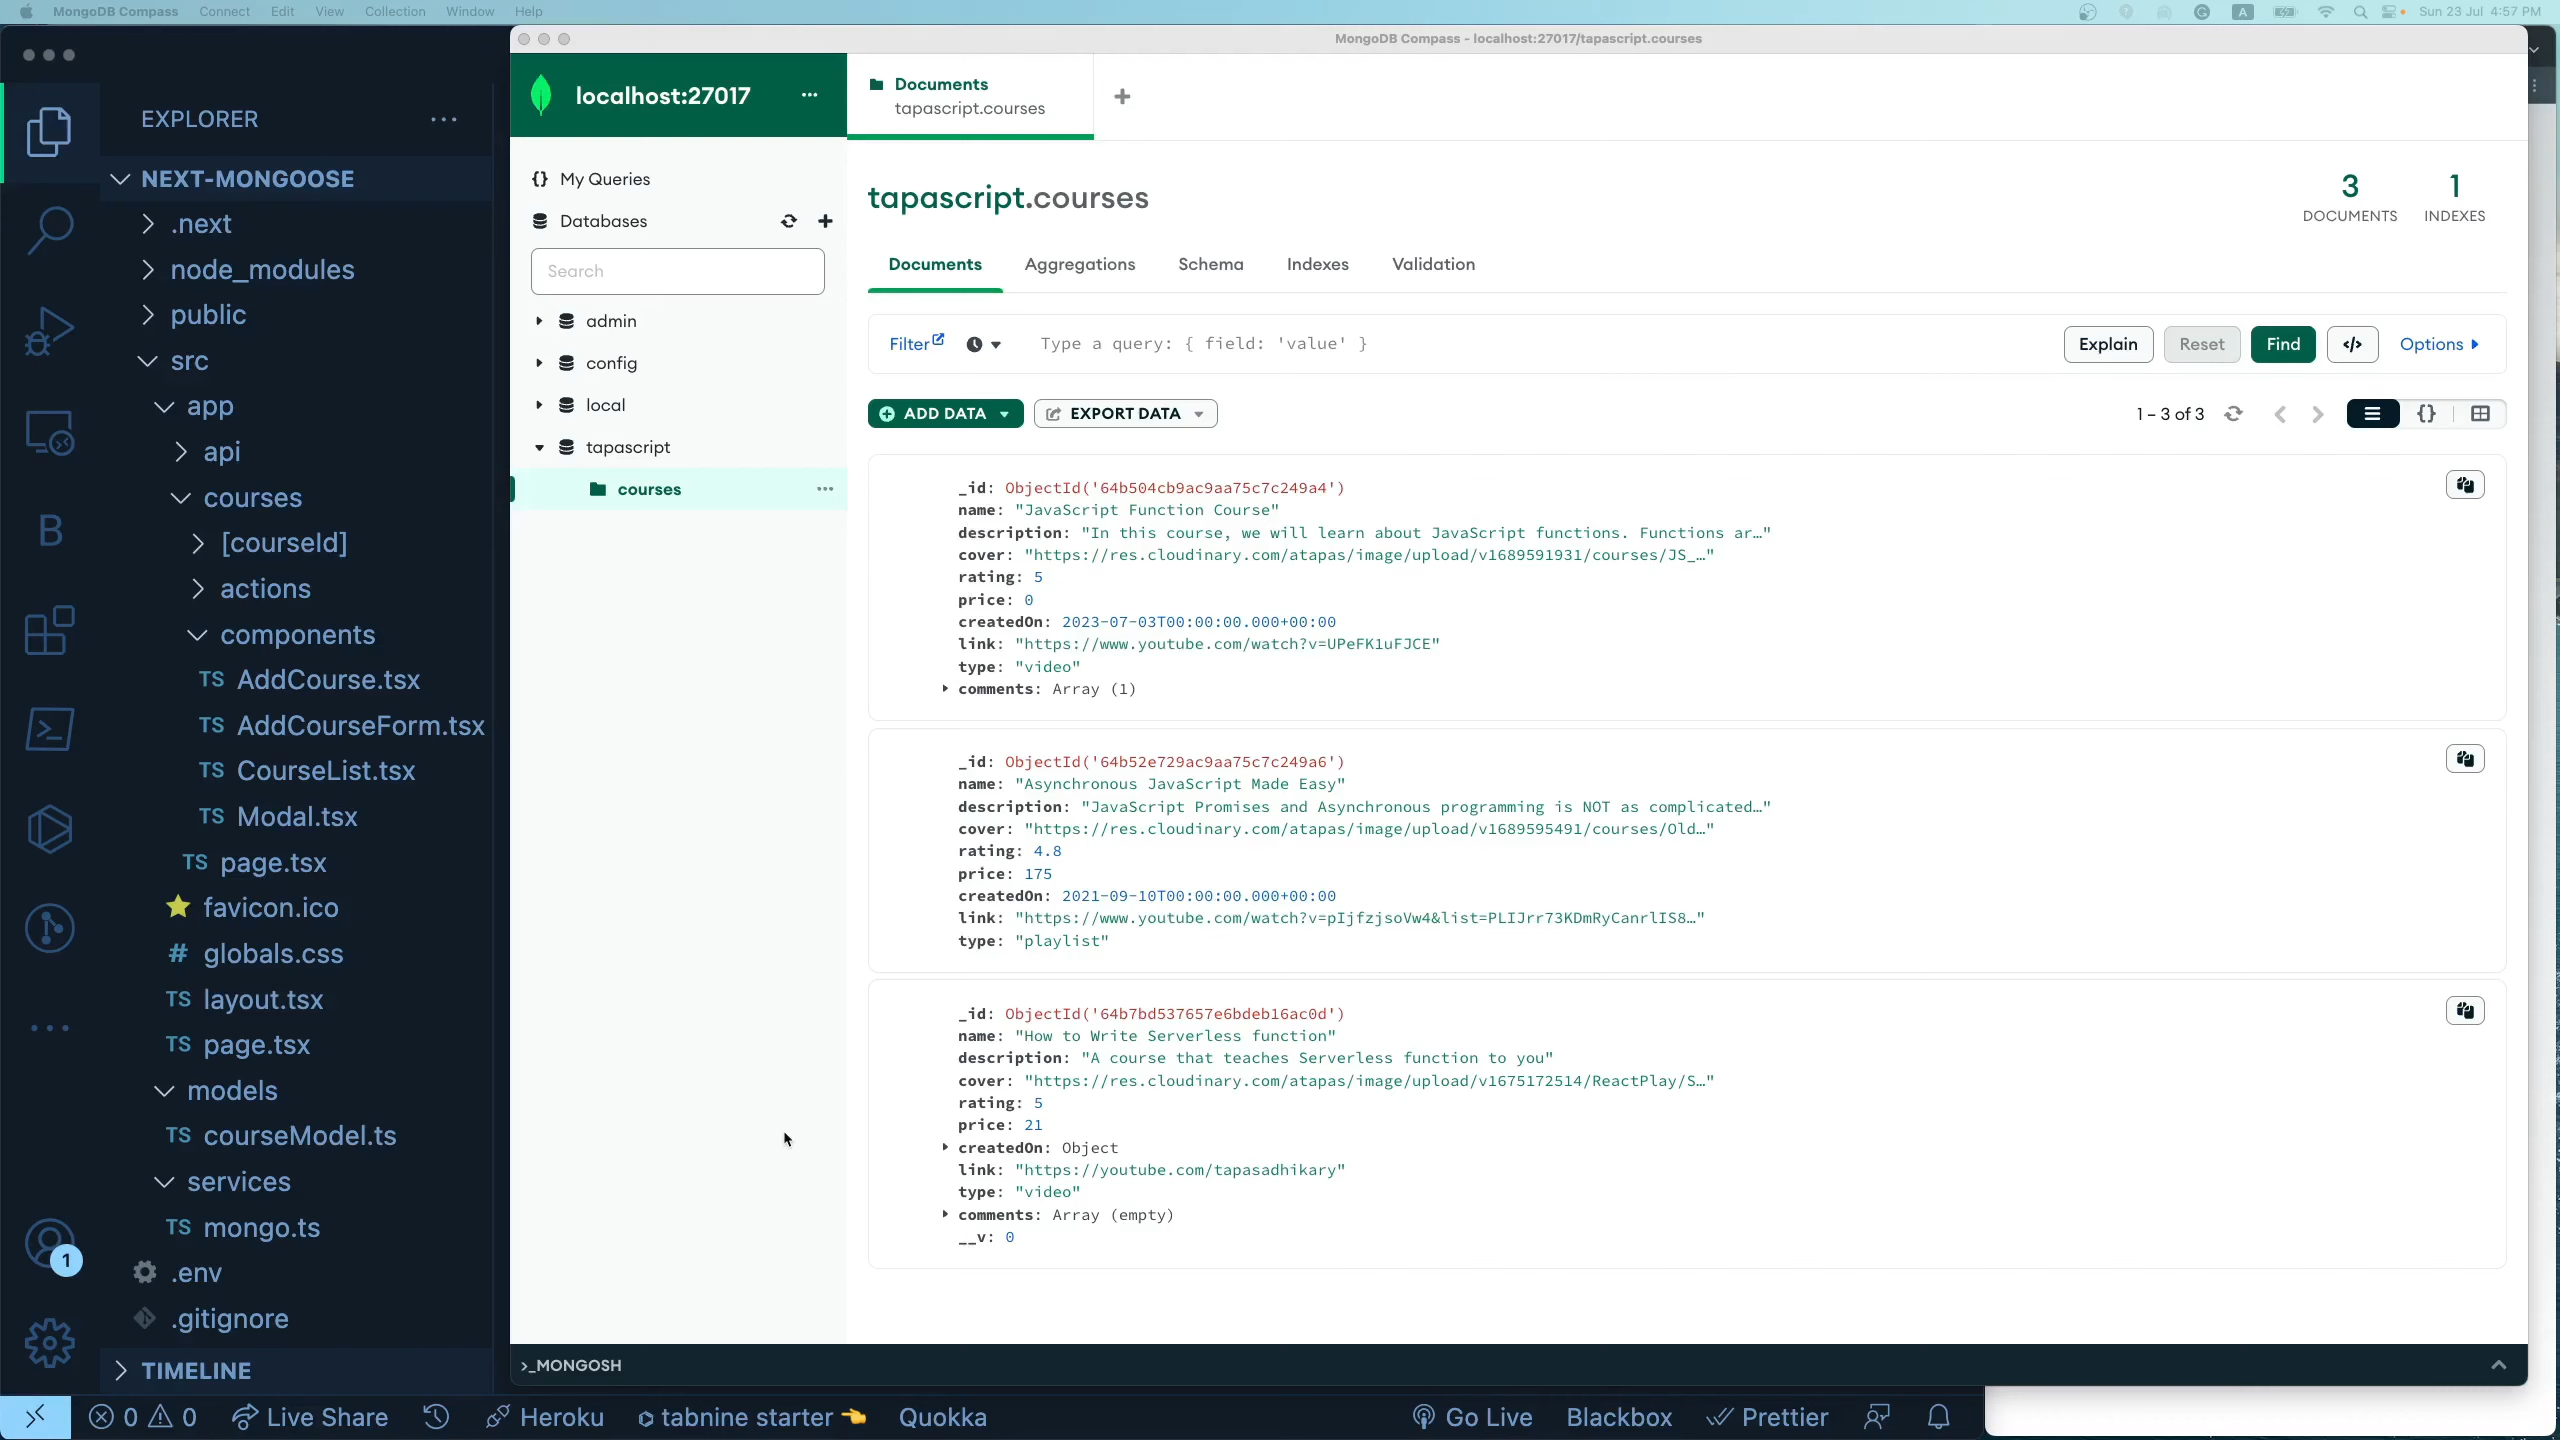 MongoDB Compass Connect Edit View Collection Window Help
A Sun 23 Jul 4:57 PM
MongoDB Compass - localhost:27017/tapascript.courses
EXPLORER
NEXT-MONGOOSE
.next
node_modules
public
src
app
api
courses
[courseId]
actions
components
TS AddCourse.tsx
TS AddCourseForm.tsx
TS CourseList.tsx
TS Modal.tsx
TS page.tsx
favicon.ico
# globals.css
TS layout.tsx
TS page.tsx
models
TS courseModel.ts
services
TS mongo.ts
.env
.gitignore
TIMELINE
B
1
localhost:27017 ...
Documents
tapascript.courses
+
{} My Queries
Databases
Search
admin
config
local
tapascript
courses ...
tapascript.courses
3
DOCUMENTS
1
INDEXES
Documents Aggregations Schema Indexes Validation
Filter Type a query: { field: 'value' } Explain Reset Find </> Options
ADD DATA EXPORT DATA 1 – 3 of 3 {}
_id: ObjectId('64b504cb9ac9aa75c7c249a4')
name: "JavaScript Function Course"
description: "In this course, we will learn about JavaScript functions. Functions ar…"
cover: "https://res.cloudinary.com/atapas/image/upload/v1689591931/courses/JS_…"
rating: 5
price: 0
createdOn: 2023-07-03T00:00:00.000+00:00
link: "https://www.youtube.com/watch?v=UPeFK1uFJCE"
type: "video"
comments: Array (1)
_id: ObjectId('64b52e729ac9aa75c7c249a6')
name: "Asynchronous JavaScript Made Easy"
description: "JavaScript Promises and Asynchronous programming is NOT as complicated…"
cover: "https://res.cloudinary.com/atapas/image/upload/v1689595491/courses/Old…"
rating: 4.8
price: 175
createdOn: 2021-09-10T00:00:00.000+00:00
link: "https://www.youtube.com/watch?v=pIjfzjsoVw4&list=PLIJrr73KDmRyCanrlIS8…"
type: "playlist"
_id: ObjectId('64b7bd537657e6bdeb16ac0d')
name: "How to Write Serverless function"
description: "A course that teaches Serverless function to you"
cover: "https://res.cloudinary.com/atapas/image/upload/v1675172514/ReactPlay/S…"
rating: 5
price: 21
createdOn: Object
link: "https://youtube.com/tapasadhikary"
type: "video"
comments: Array (empty)
__v: 0
>_MONGOSH
0 0 Live Share Heroku tabnine starter Quokka Go Live Blackbox Prettier